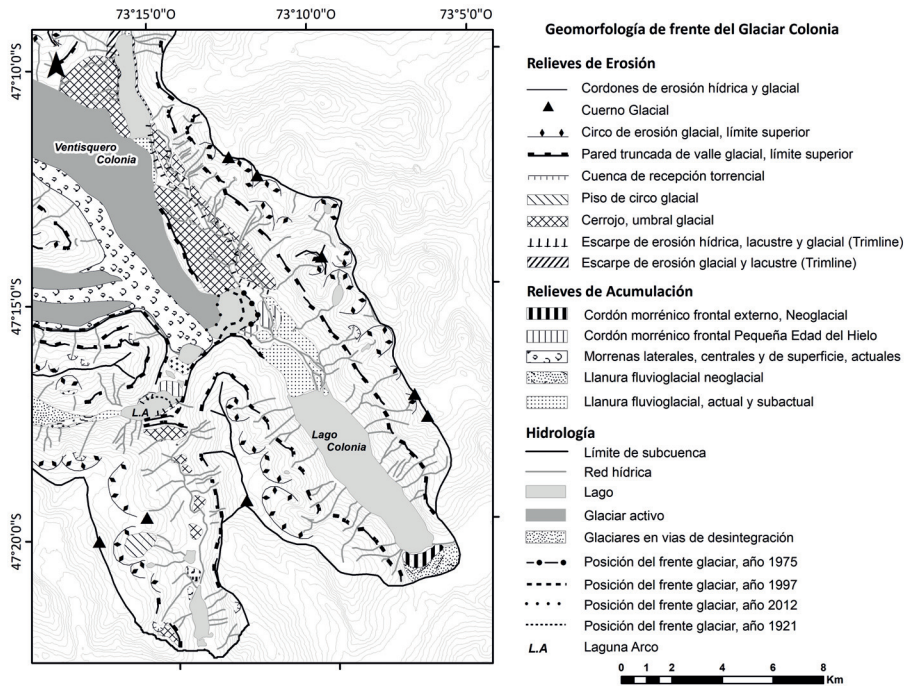 73°15'0"O
73°10'0"O
73°5'0"O
47°10'0"S
47°15'0"S
47°20'0"S
Ventisquero
Colonia
L.A
Lago
Colonia
Geomorfología de frente del Glaciar Colonia
Relieves de Erosión
Cordones de erosión hídrica y glacial
Cuerno Glacial
Circo de erosión glacial, límite superior
Pared truncada de valle glacial, límite superior
Cuenca de recepción torrencial
Piso de circo glacial
Cerrojo, umbral glacial
Escarpe de erosión hídrica, lacustre y glacial (Trimline)
Escarpe de erosión glacial y lacustre (Trimline)
Relieves de Acumulación
Cordón morrénico frontal externo, Neoglacial
Cordón morrénico frontal Pequeña Edad del Hielo
Morrenas laterales, centrales y de superficie, actuales
Llanura fluvioglacial neoglacial
Llanura fluvioglacial, actual y subactual
Hidrología
Límite de subcuenca
Red hídrica
Lago
Glaciar activo
Glaciares en vias de desintegración
Posición del frente glaciar, año 1975
Posición del frente glaciar, año 1997
Posición del frente glaciar, año 2012
Posición del frente glaciar, año 1921
L.A Laguna Arco
0 1 2 4 6 8
Km